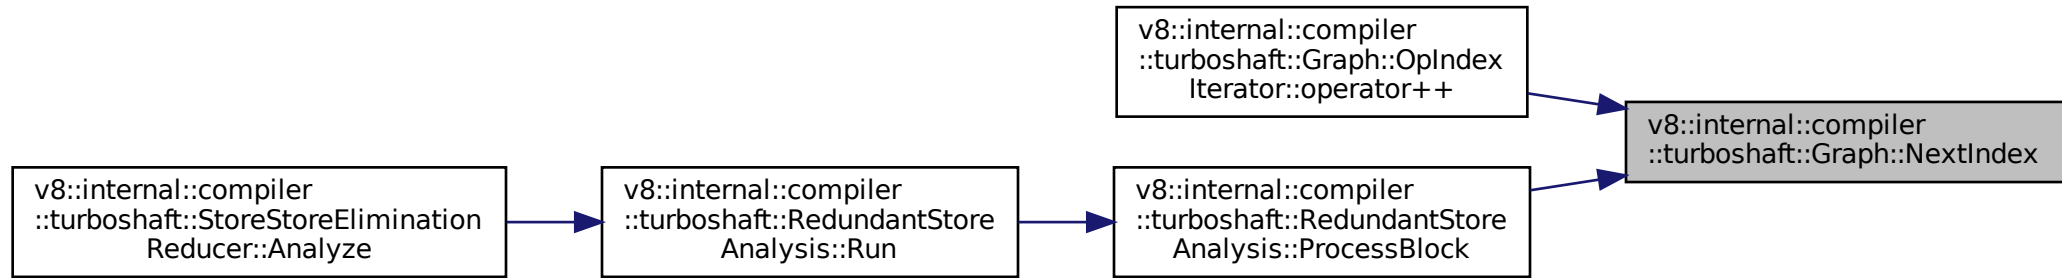 v8::internal::compiler
::turboshaft::Graph::OpIndex
Iterator::operator++
v8::internal::compiler
::turboshaft::Graph::NextIndex
v8::internal::compiler
::turboshaft::StoreStoreElimination
Reducer::Analyze
v8::internal::compiler
::turboshaft::RedundantStore
Analysis::Run
v8::internal::compiler
::turboshaft::RedundantStore
Analysis::ProcessBlock